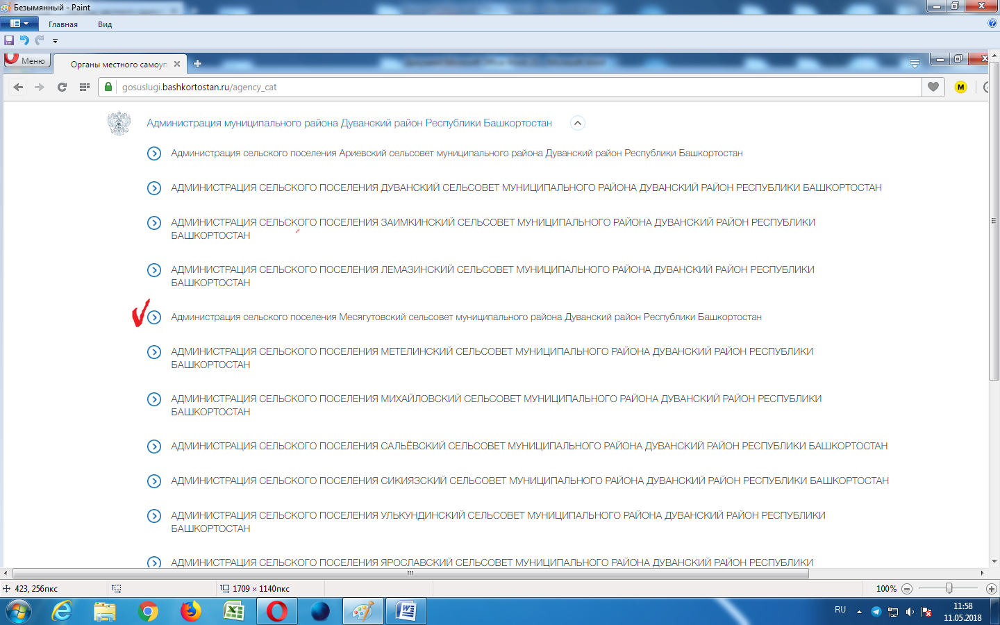 Безымянный - Paint
Главная Вид
Меню
Органы местного самоуп
gosuslugi.bashkortostan.ru/agency_cat
M
Администрация муниципального района Дуванский район Республики Башкортостан
Администрация сельского поселения Ариевский сельсовет муниципального района Дуванский район Республики Башкортостан
АДМИНИСТРАЦИЯ СЕЛЬСКОГО ПОСЕЛЕНИЯ ДУВАНСКИЙ СЕЛЬСОВЕТ МУНИЦИПАЛЬНОГО РАЙОНА ДУВАНСКИЙ РАЙОН РЕСПУБЛИКИ БАШКОРТОСТАН
АДМИНИСТРАЦИЯ СЕЛЬСКОГО ПОСЕЛЕНИЯ ЗАИМКИНСКИЙ СЕЛЬСОВЕТ МУНИЦИПАЛЬНОГО РАЙОНА ДУВАНСКИЙ РАЙОН РЕСПУБЛИКИ
БАШКОРТОСТАН
АДМИНИСТРАЦИЯ СЕЛЬСКОГО ПОСЕЛЕНИЯ ЛЕМАЗИНСКИЙ СЕЛЬСОВЕТ МУНИЦИПАЛЬНОГО РАЙОНА ДУВАНСКИЙ РАЙОН РЕСПУБЛИКИ
БАШКОРТОСТАН
Администрация сельского поселения Месягутовский сельсовет муниципального района Дуванский район Республики Башкортостан
АДМИНИСТРАЦИЯ СЕЛЬСКОГО ПОСЕЛЕНИЯ МЕТЕЛИНСКИЙ СЕЛЬСОВЕТ МУНИЦИПАЛЬНОГО РАЙОНА ДУВАНСКИЙ РАЙОН РЕСПУБЛИКИ
БАШКОРТОСТАН
АДМИНИСТРАЦИЯ СЕЛЬСКОГО ПОСЕЛЕНИЯ МИХАЙЛОВСКИЙ СЕЛЬСОВЕТ МУНИЦИПАЛЬНОГО РАЙОНА ДУВАНСКИЙ РАЙОН РЕСПУБЛИКИ
БАШКОРТОСТАН
АДМИНИСТРАЦИЯ СЕЛЬСКОГО ПОСЕЛЕНИЯ САЛЬЁВСКИЙ СЕЛЬСОВЕТ МУНИЦИПАЛЬНОГО РАЙОНА ДУВАНСКИЙ РАЙОН РЕСПУБЛИКИ БАШКОРТОСТАН
АДМИНИСТРАЦИЯ СЕЛЬСКОГО ПОСЕЛЕНИЯ СИКИЯЗСКИЙ СЕЛЬСОВЕТ МУНИЦИПАЛЬНОГО РАЙОНА ДУВАНСКИЙ РАЙОН РЕСПУБЛИКИ БАШКОРТОСТАН
АДМИНИСТРАЦИЯ СЕЛЬСКОГО ПОСЕЛЕНИЯ УЛЬКУНДИНСКИЙ СЕЛЬСОВЕТ МУНИЦИПАЛЬНОГО РАЙОНА ДУВАНСКИЙ РАЙОН РЕСПУБЛИКИ
БАШКОРТОСТАН
АДМИНИСТРАЦИЯ СЕЛЬСКОГО ПОСЕЛЕНИЯ ЯРОСЛАВСКИЙ СЕЛЬСОВЕТ МУНИЦИПАЛЬНОГО РАЙОНА ДУВАНСКИЙ РАЙОН РЕСПУБЛИКИ
423, 256пкс 1709 × 1140пкс 100%
RU 11:58
11.05.2018